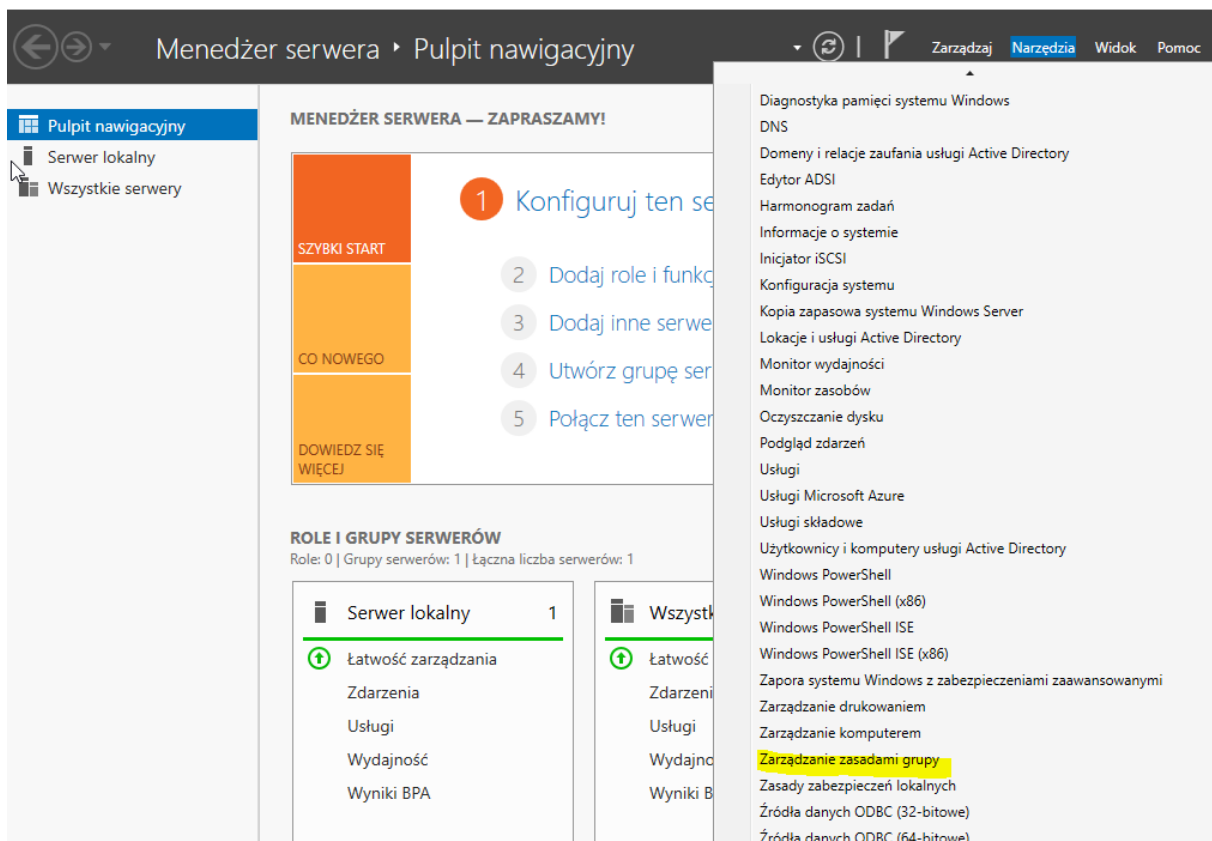 Menedżer serwera ‣ Pulpit nawigacyjny
Zarządzaj Narzędzia Widok Pomoc
Pulpit nawigacyjny
Serwer lokalny
Wszystkie serwery
MENEDŻER SERWERA — ZAPRASZAMY!
SZYBKI START
CO NOWEGO
DOWIEDZ SIĘ
WIĘCEJ
1 Konfiguruj ten se
2 Dodaj role i funkc
3 Dodaj inne serwe
4 Utwórz grupę ser
5 Połącz ten serwer
ROLE I GRUPY SERWERÓW
Role: 0 | Grupy serwerów: 1 | Łączna liczba serwerów: 1
Serwer lokalny 1
Łatwość zarządzania
Zdarzenia
Usługi
Wydajność
Wyniki BPA
Wszystk
Łatwość
Zdarzeni
Usługi
Wydajno
Wyniki B
Diagnostyka pamięci systemu Windows
DNS
Domeny i relacje zaufania usługi Active Directory
Edytor ADSI
Harmonogram zadań
Informacje o systemie
Inicjator iSCSI
Konfiguracja systemu
Kopia zapasowa systemu Windows Server
Lokacje i usługi Active Directory
Monitor wydajności
Monitor zasobów
Oczyszczanie dysku
Podgląd zdarzeń
Usługi
Usługi Microsoft Azure
Usługi składowe
Użytkownicy i komputery usługi Active Directory
Windows PowerShell
Windows PowerShell (x86)
Windows PowerShell ISE
Windows PowerShell ISE (x86)
Zapora systemu Windows z zabezpieczeniami zaawansowanymi
Zarządzanie drukowaniem
Zarządzanie komputerem
Zarządzanie zasadami grupy
Zasady zabezpieczeń lokalnych
Źródła danych ODBC (32-bitowe)
Źródła danych ODBC (64-bitowe)